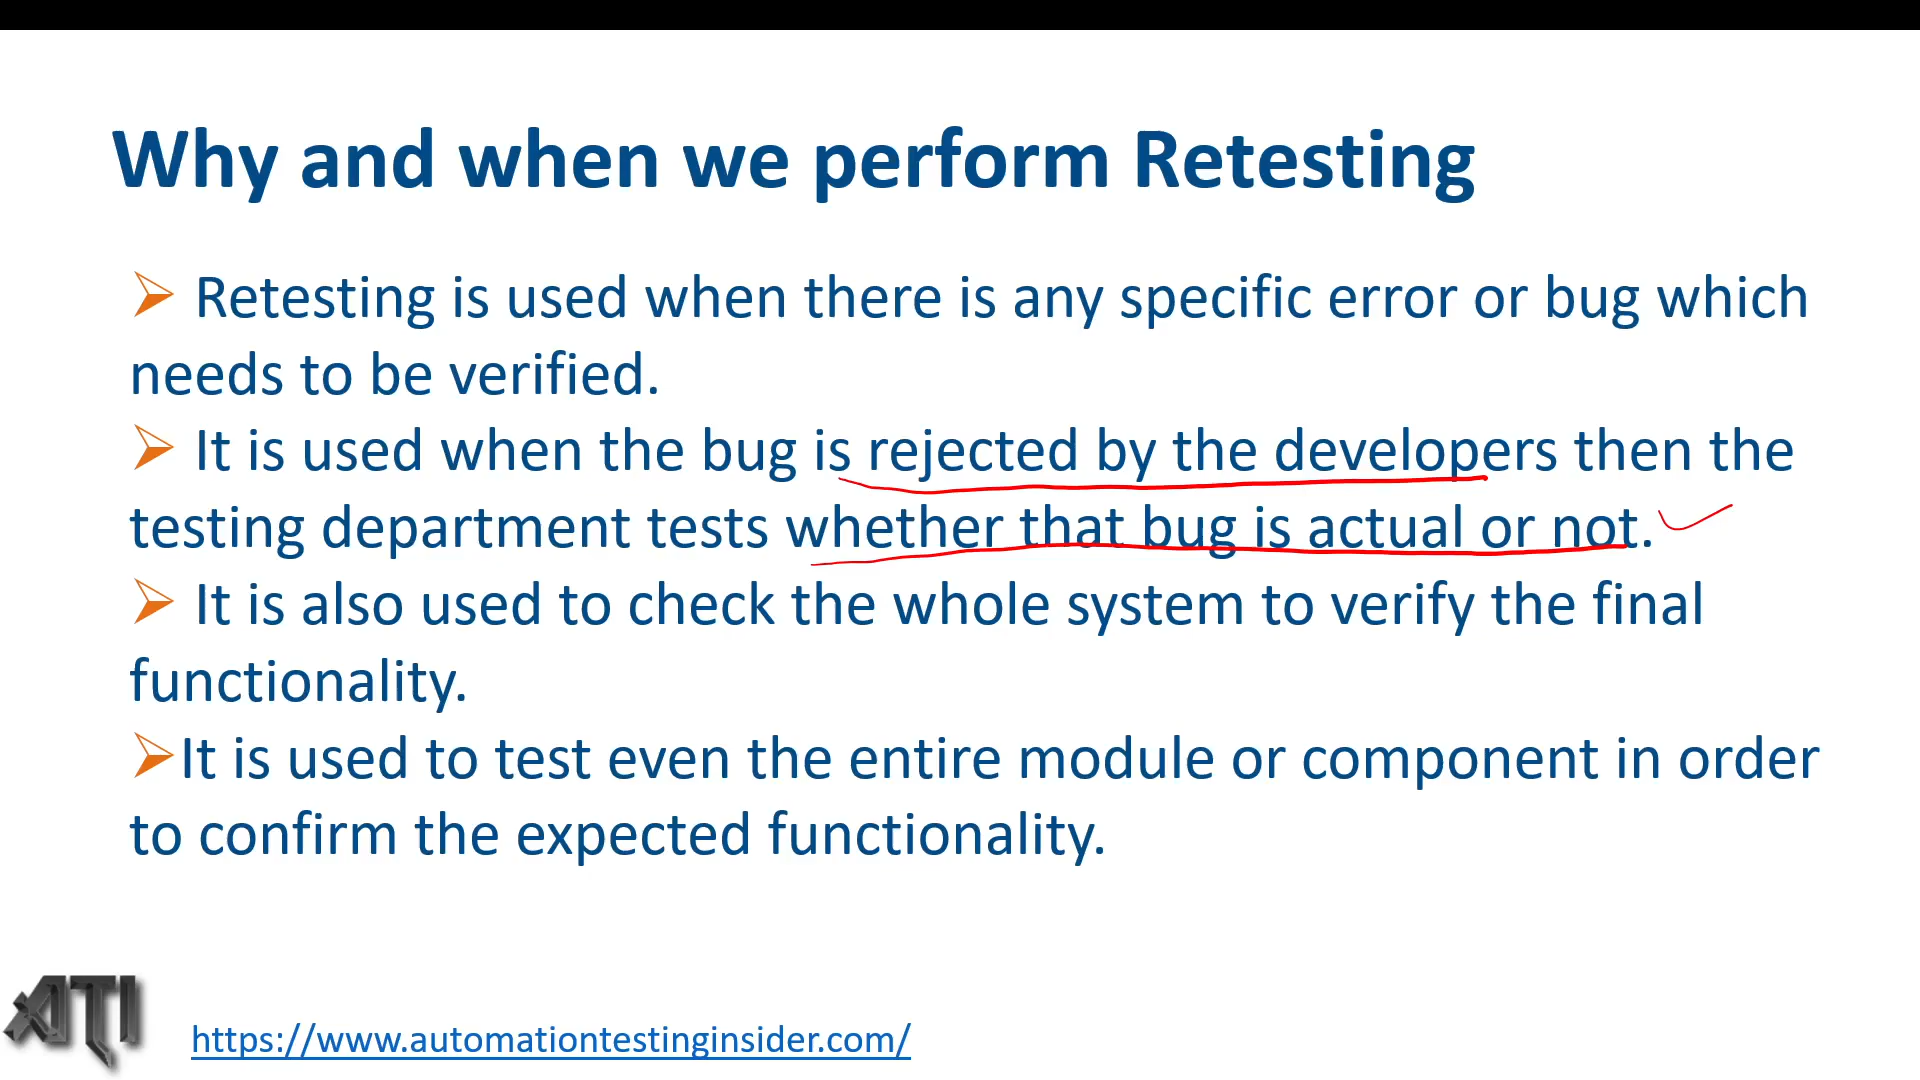 Why and when we perform Retesting
➢ Retesting is used when there is any specific error or bug which
needs to be verified.
➢ It is used when the bug is rejected by the developers then the
testing department tests whether that bug is actual or not.
➢ It is also used to check the whole system to verify the final
functionality.
➢It is used to test even the entire module or component in order
to confirm the expected functionality.
ATI
https://www.automationtestinginsider.com/